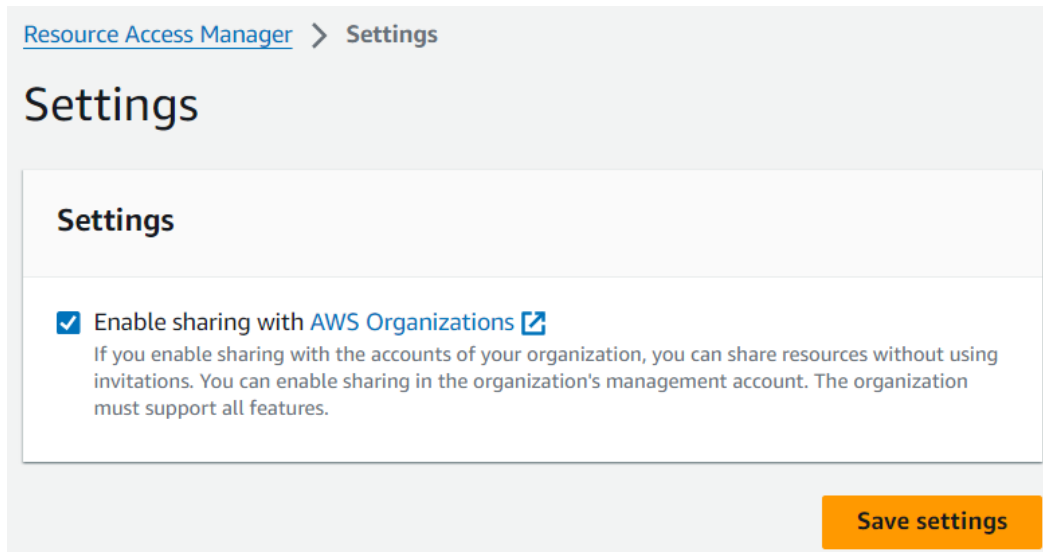 Resource Access Manager > Settings
Settings
Settings
Enable sharing with AWS Organizations
If you enable sharing with the accounts of your organization, you can share resources without using
invitations. You can enable sharing in the organization's management account. The organization
must support all features.
Save settings